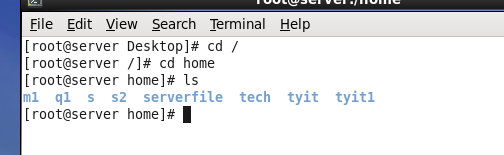 root@server:/home
File Edit View Search Terminal Help
[root@server Desktop]# cd /
[root@server /]# cd home
[root@server home]# ls
m1 q1 s s2 serverfile tech tyit tyit1
[root@server home]#